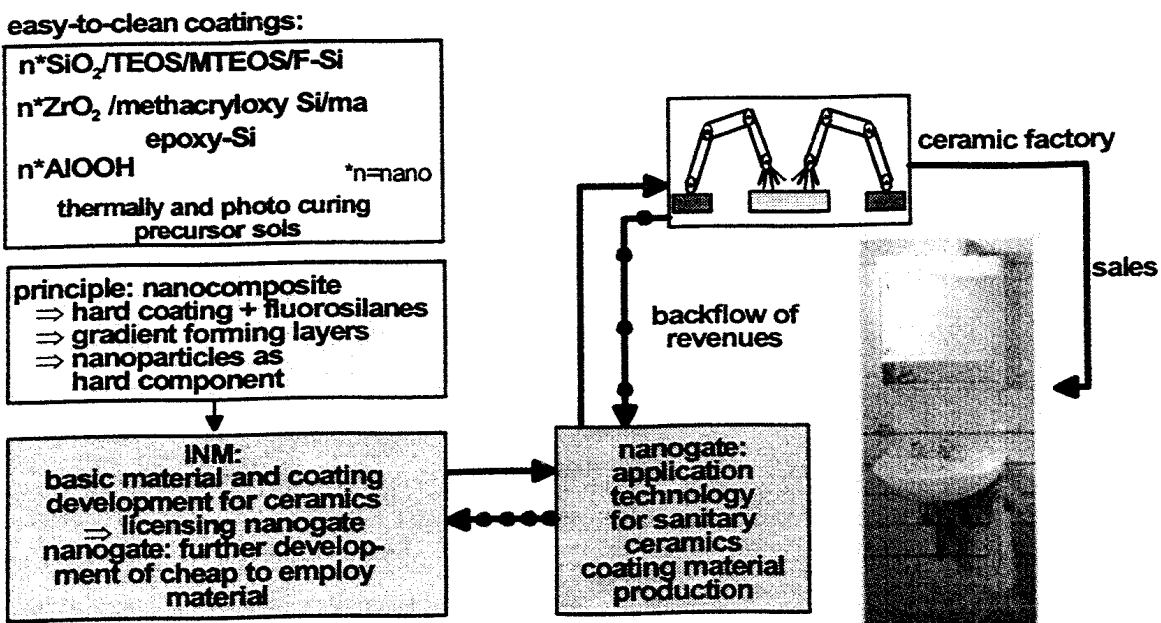 easy-to-clean coatings:
n*SiO₂/TEOS/MTEOS/F-Si
n*ZrO₂ /methacryloxy Si/ma
epoxy-Si
n*AlOOH
*n=nano
thermally and photo curing
precursor sols
principle: nanocomposite
⇒ hard coating + fluorosilanes
⇒ gradient forming layers
⇒ nanoparticles as
hard component
INM:
basic material and coating
development for ceramics
⇒ licensing nanogate
nanogate: further develop-
ment of cheap to employ
material
nanogate:
application
technology
for sanitary
ceramics
coating material
production
backflow of
revenues
ceramic factory
sales